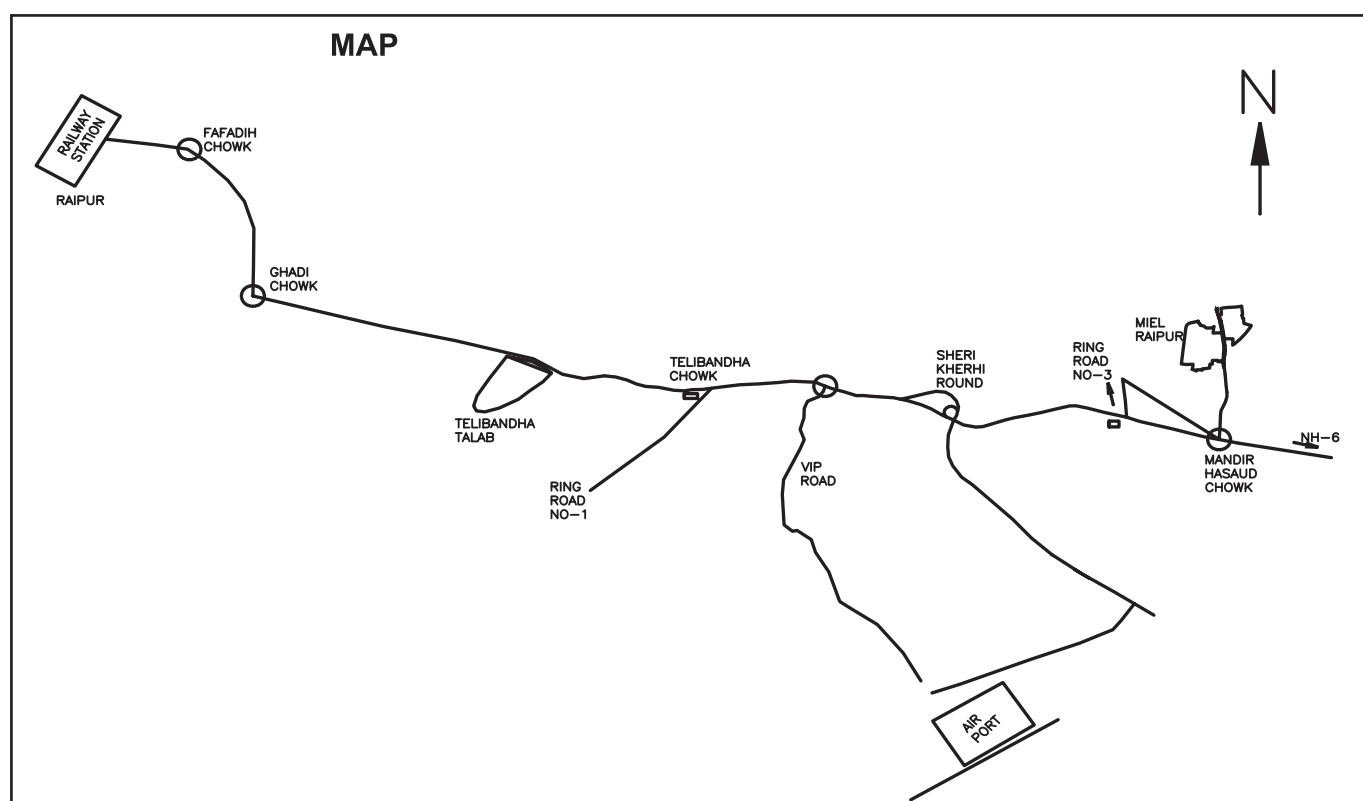 MAP
N
RAILWAY
STATION
RAIPUR
FAFADIH
CHOWK
GHADI
CHOWK
TELIBANDHA
TALAB
TELIBANDHA
CHOWK
RING
ROAD
NO-1
VIP
ROAD
SHERI
KHERHI
ROUND
RING
ROAD
NO-3
MIEL
RAIPUR
NH-6
MANDIR
HASAUD
CHOWK
AIR
PORT